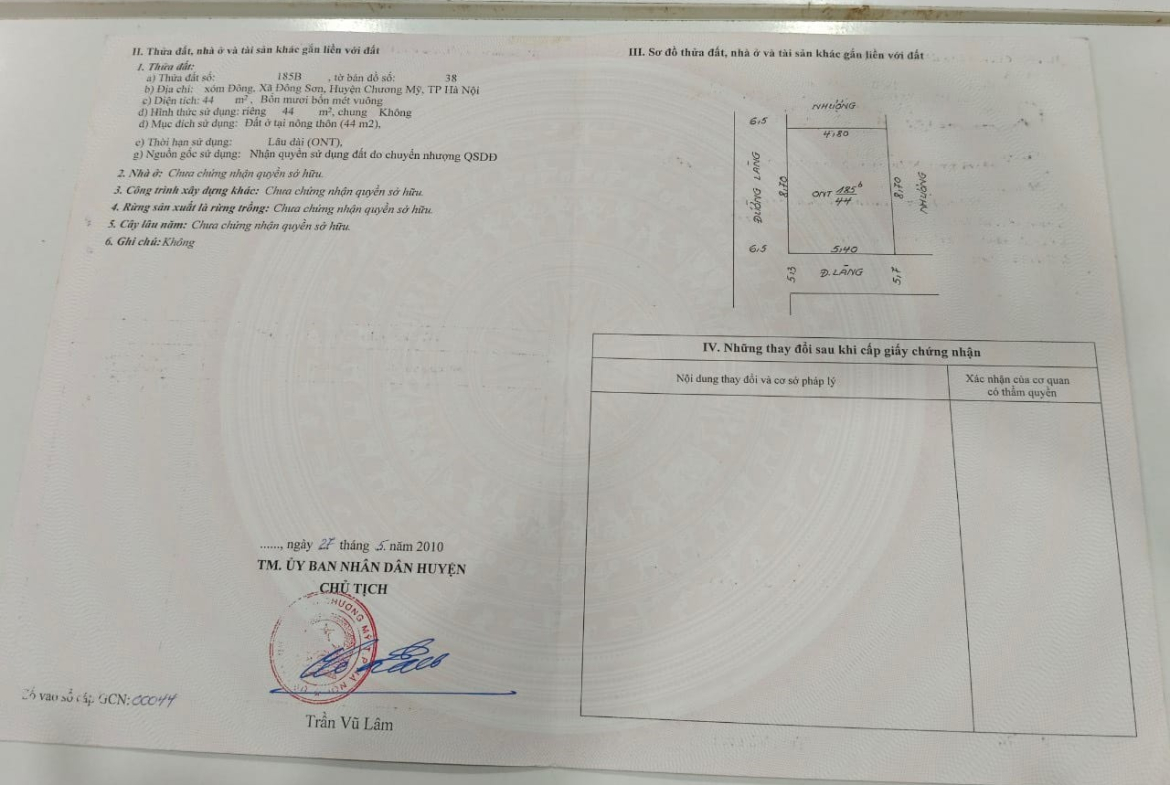 II. Thửa đất, nhà ở và tài sản khác gắn liền với đất
1. Thửa đất:
a) Thửa đất số: 185B , tờ bản đồ số: 38
b) Địa chỉ: xóm Đông, Xã Đông Sơn, Huyện Chương Mỹ, TP Hà Nội
c) Diện tích: 44 m², Bốn mươi bốn mét vuông
d) Hình thức sử dụng: riêng 44 m², chung Không
đ) Mục đích sử dụng: Đất ở tại nông thôn (44 m2),
e) Thời hạn sử dụng: Lâu dài (ONT),
g) Nguồn gốc sử dụng: Nhận quyền sử dụng đất do chuyển nhượng QSDĐ
2. Nhà ở: Chưa chứng nhận quyền sở hữu.
3. Công trình xây dựng khác: Chưa chứng nhận quyền sở hữu.
4. Rừng sản xuất là rừng trồng: Chưa chứng nhận quyền sở hữu.
5. Cây lâu năm: Chưa chứng nhận quyền sở hữu.
6. Ghi chú: Không
......, ngày 27 tháng 5 năm 2010
TM. ỦY BAN NHÂN DÂN HUYỆN
CHỦ TỊCH
HƯƠNG MỸ T.P HÀ NỘI
Trần Vũ Lâm
Số vào sổ cấp GCN: 00044
III. Sơ đồ thửa đất, nhà ở và tài sản khác gắn liền với đất
NHƯỢNG
6,5
4,80
ĐƯỜNG LÀNG
8,70
ONT 185b
44
8,70
NHƯỢNG
6,5
5,40
5,3
Đ. LÀNG
5,7
IV. Những thay đổi sau khi cấp giấy chứng nhận
Nội dung thay đổi và cơ sở pháp lý
Xác nhận của cơ quan
có thẩm quyền